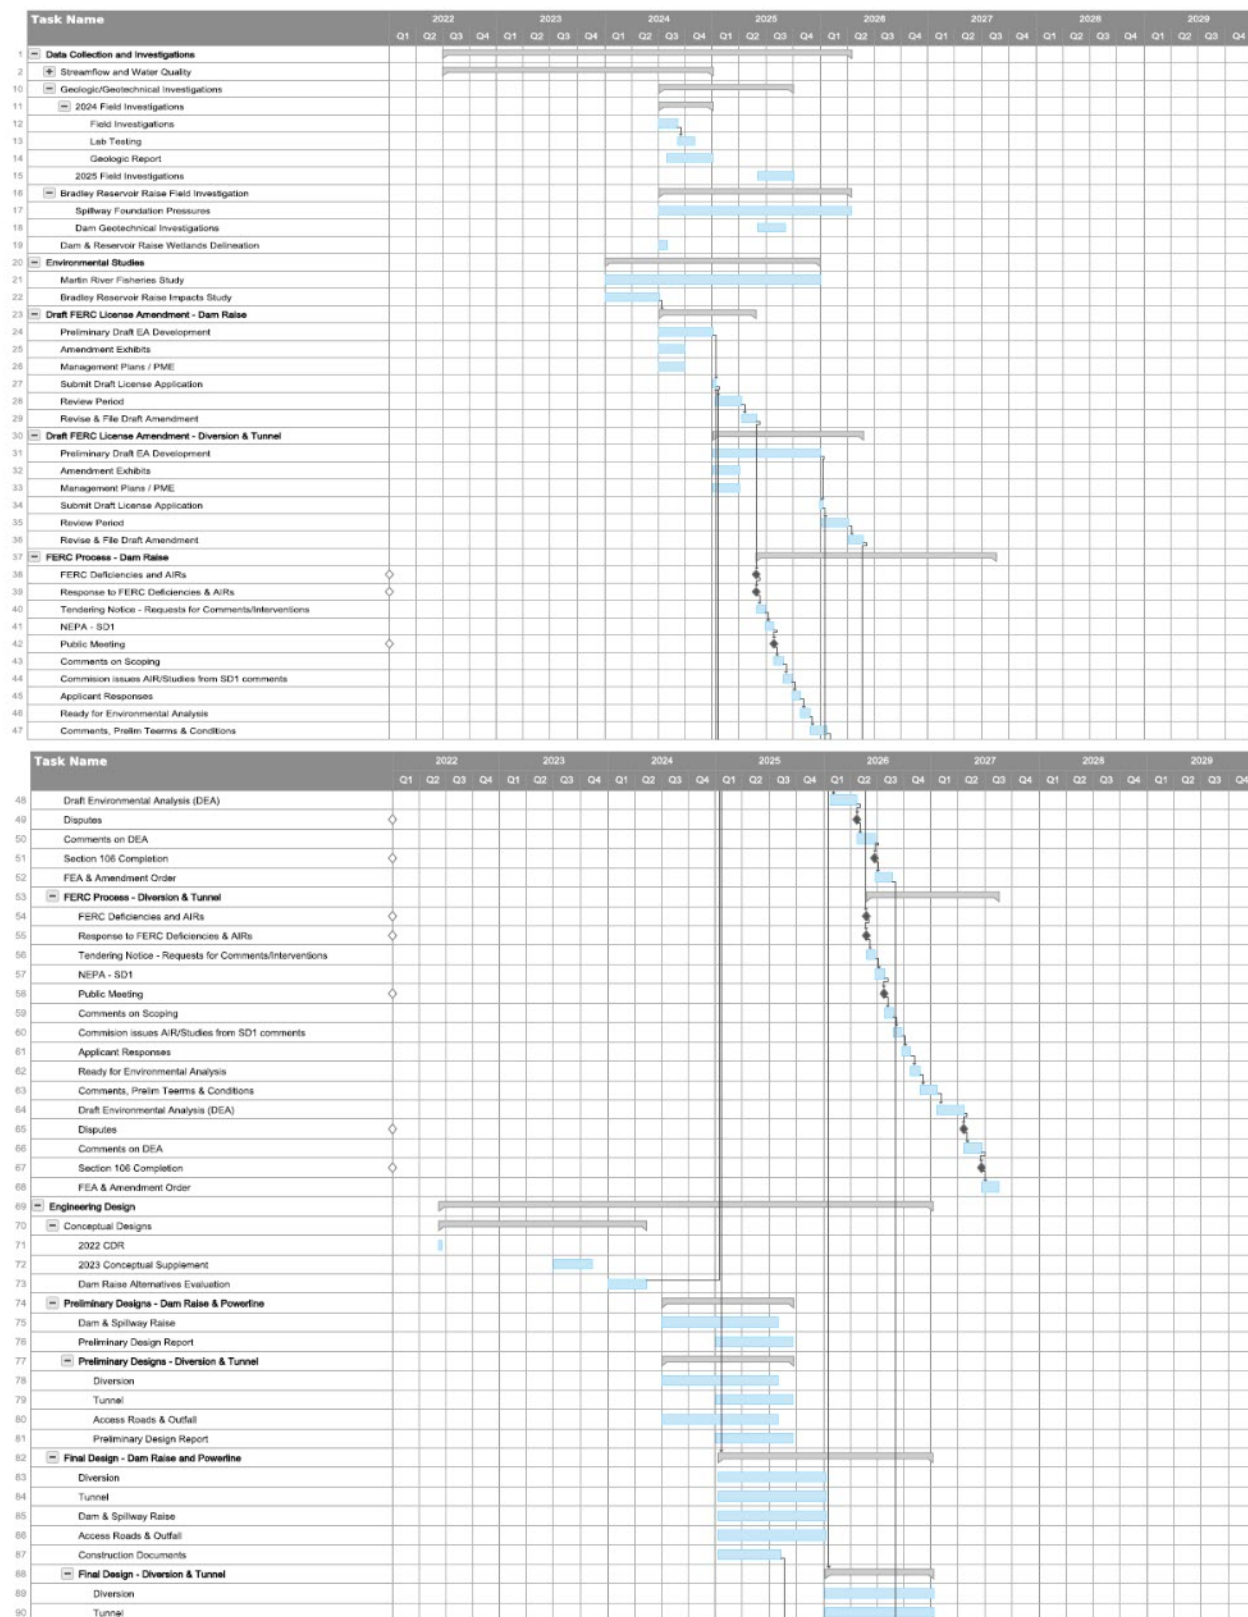 Task Name 2022 2023 2024 2025 2026 2027 2028 2029
Q1 Q2 Q3 Q4 Q1 Q2 Q3 Q4 Q1 Q2 Q3 Q4 Q1 Q2 Q3 Q4 Q1 Q2 Q3 Q4 Q1 Q2 Q3 Q4 Q1 Q2 Q3 Q4 Q1 Q2 Q3 Q4
1 Data Collection and Investigations
2 Streamflow and Water Quality
10 Geologic/Geotechnical Investigations
11 2024 Field Investigations
12 Field Investigations
13 Lab Testing
14 Geologic Report
15 2025 Field Investigations
16 Bradley Reservoir Raise Field Investigation
17 Spillway Foundation Pressures
18 Dam Geotechnical Investigations
19 Dam & Reservoir Raise Wetlands Delineation
20 Environmental Studies
21 Martin River Fisheries Study
22 Bradley Reservoir Raise Impacts Study
23 Draft FERC License Amendment - Dam Raise
24 Preliminary Draft EA Development
25 Amendment Exhibits
26 Management Plans / PME
27 Submit Draft License Application
28 Review Period
29 Revise & File Draft Amendment
30 Draft FERC License Amendment - Diversion & Tunnel
31 Preliminary Draft EA Development
32 Amendment Exhibits
33 Management Plans / PME
34 Submit Draft License Application
35 Review Period
36 Revise & File Draft Amendment
37 FERC Process - Dam Raise
38 FERC Deficiencies and AIRs
39 Response to FERC Deficiencies & AIRs
40 Tendering Notice - Requests for Comments/Interventions
41 NEPA - SD1
42 Public Meeting
43 Comments on Scoping
44 Commision issues AIR/Studies from SD1 comments
45 Applicant Responses
46 Ready for Environmental Analysis
47 Comments, Prelim Teerms & Conditions
Task Name 2022 2023 2024 2025 2026 2027 2028 2029
Q1 Q2 Q3 Q4 Q1 Q2 Q3 Q4 Q1 Q2 Q3 Q4 Q1 Q2 Q3 Q4 Q1 Q2 Q3 Q4 Q1 Q2 Q3 Q4 Q1 Q2 Q3 Q4 Q1 Q2 Q3 Q4
48 Draft Environmental Analysis (DEA)
49 Disputes
50 Comments on DEA
51 Section 106 Completion
52 FEA & Amendment Order
53 FERC Process - Diversion & Tunnel
54 FERC Deficiencies and AIRs
55 Response to FERC Deficiencies & AIRs
56 Tendering Notice - Requests for Comments/Interventions
57 NEPA - SD1
58 Public Meeting
59 Comments on Scoping
60 Commision issues AIR/Studies from SD1 comments
61 Applicant Responses
62 Ready for Environmental Analysis
63 Comments, Prelim Teerms & Conditions
64 Draft Environmental Analysis (DEA)
65 Disputes
66 Comments on DEA
67 Section 106 Completion
68 FEA & Amendment Order
69 Engineering Design
70 Conceptual Designs
71 2022 CDR
72 2023 Conceptual Supplement
73 Dam Raise Alternatives Evaluation
74 Preliminary Designs - Dam Raise & Powerline
75 Dam & Spillway Raise
76 Preliminary Design Report
77 Preliminary Designs - Diversion & Tunnel
78 Diversion
79 Tunnel
80 Access Roads & Outfall
81 Preliminary Design Report
82 Final Design - Dam Raise and Powerline
83 Diversion
84 Tunnel
85 Dam & Spillway Raise
86 Access Roads & Outfall
87 Construction Documents
88 Final Design - Diversion & Tunnel
89 Diversion
90 Tunnel